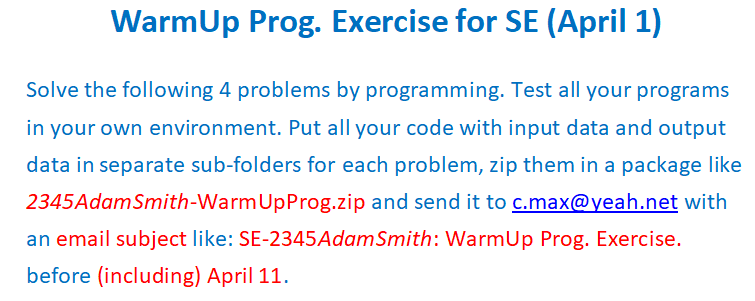 WarmUp Prog. Exercise for SE (April 1)
Solve the following 4 problems by programming. Test all your programs
in your own environment. Put all your code with input data and output
data in separate sub-folders for each problem, zip them in a package like
2345AdamSmith-WarmUpProg.zip and send it to c.max@yeah.net with
an email subject like: SE-2345AdamSmith: WarmUp Prog. Exercise.
before (including) April 11.